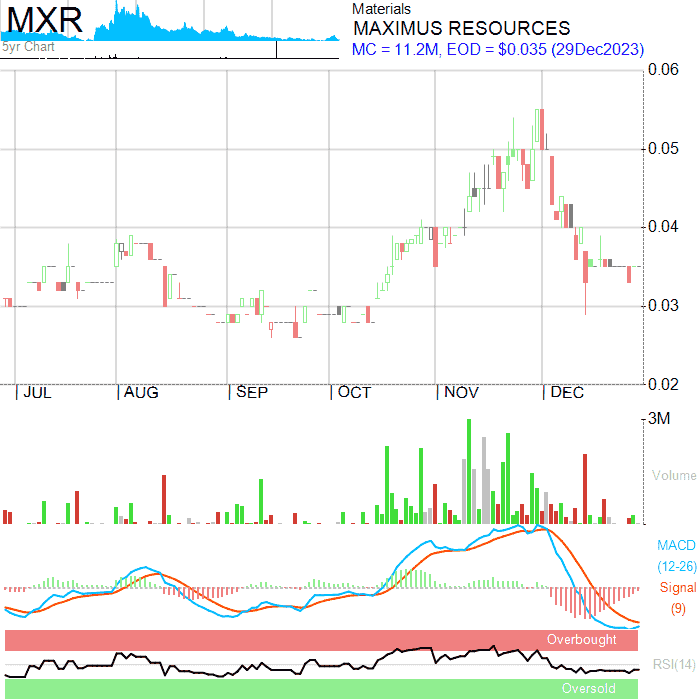 MXR
5yr Chart
Materials
MAXIMUS RESOURCES
MC = 11.2M, EOD = $0.035 (29Dec2023)
0.06
0.05
0.04
0.03
0.02
JUL AUG SEP OCT NOV DEC
3M
Volume
MACD
(12-26)
Signal
(9)
Overbought
RSI(14)
Oversold